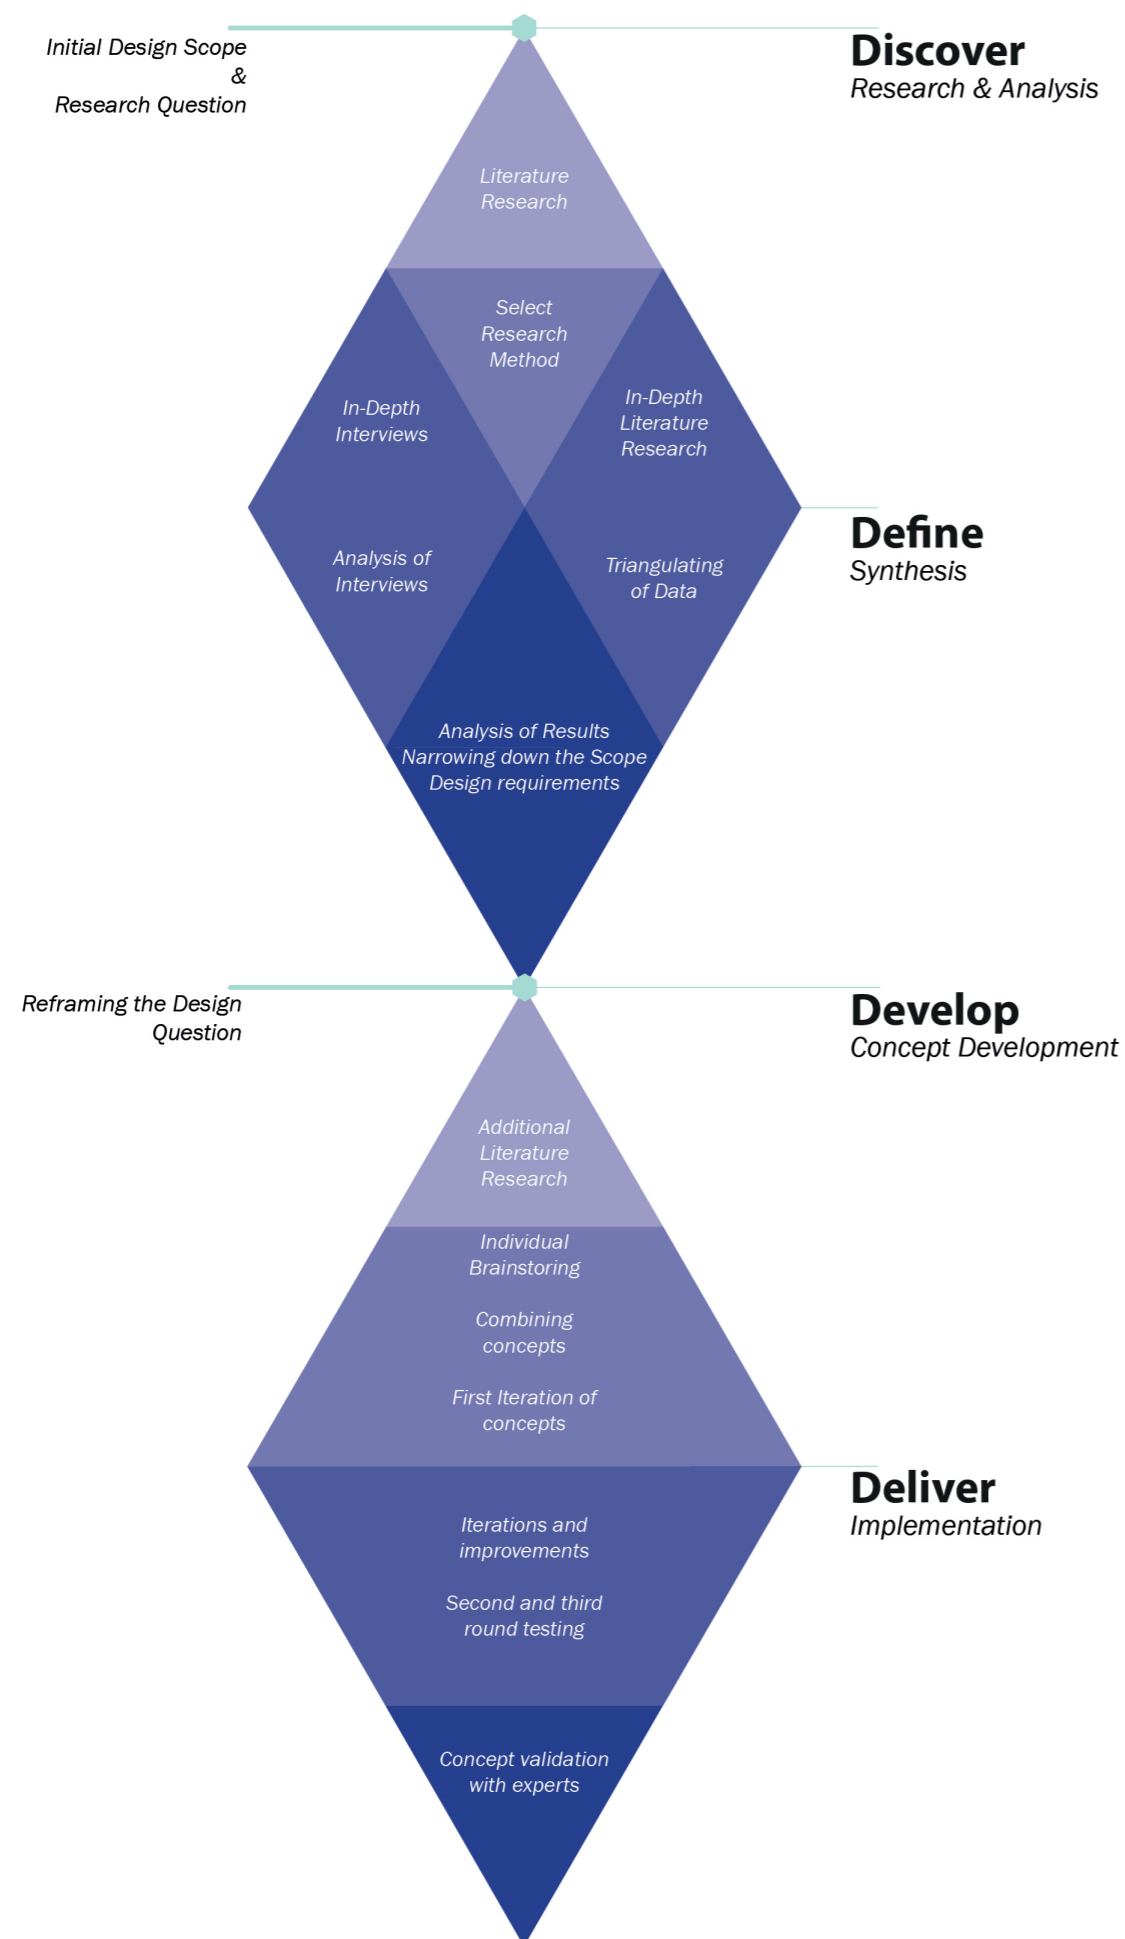 Initial Design Scope
&
Research Question
Discover
Research & Analysis
Literature
Research
Select
Research
Method
In-Depth
Interviews
In-Depth
Literature
Research
Define
Synthesis
Analysis of
Interviews
Triangulating
of Data
Analysis of Results
Narrowing down the Scope
Design requirements
Reframing the Design
Question
Develop
Concept Development
Additional
Literature
Research
Individual
Brainstoring
Combining
concepts
First Iteration of
concepts
Deliver
Implementation
Iterations and
improvements
Second and third
round testing
Concept validation
with experts